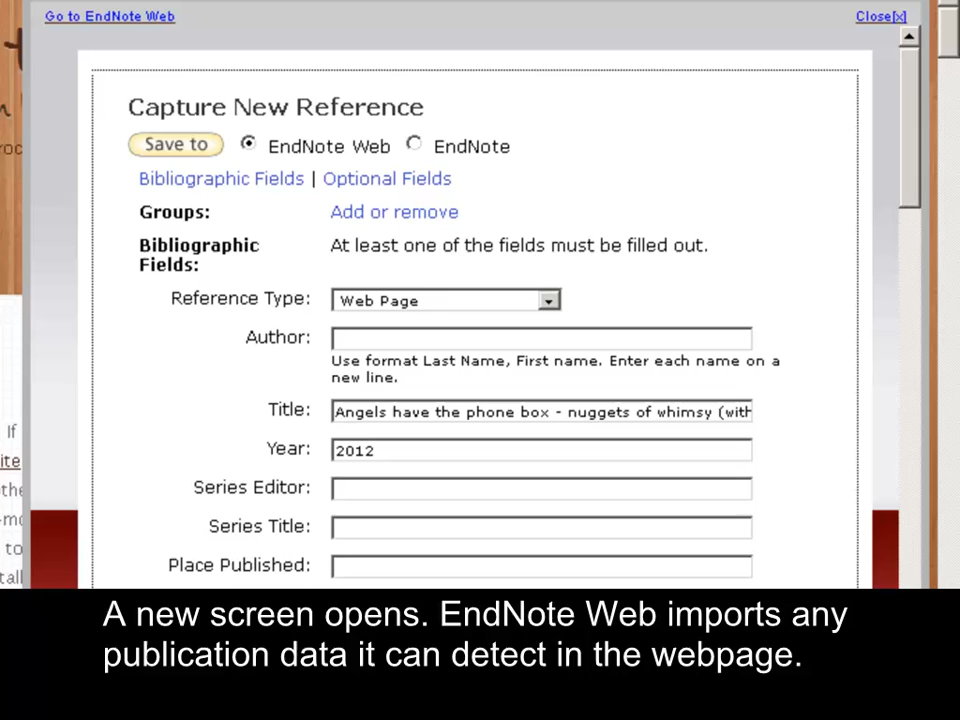 Go to EndNote Web Close[x]
Capture New Reference
Save to EndNote Web EndNote
Bibliographic Fields | Optional Fields
Groups: Add or remove
Bibliographic Fields: At least one of the fields must be filled out.
Reference Type: Web Page
Author:
Use format Last Name, First name. Enter each name on a
new line.
Title: Angels have the phone box - nuggets of whimsy (with
Year: 2012
Series Editor:
Series Title:
Place Published:
If
to
A new screen opens. EndNote Web imports any
publication data it can detect in the webpage.